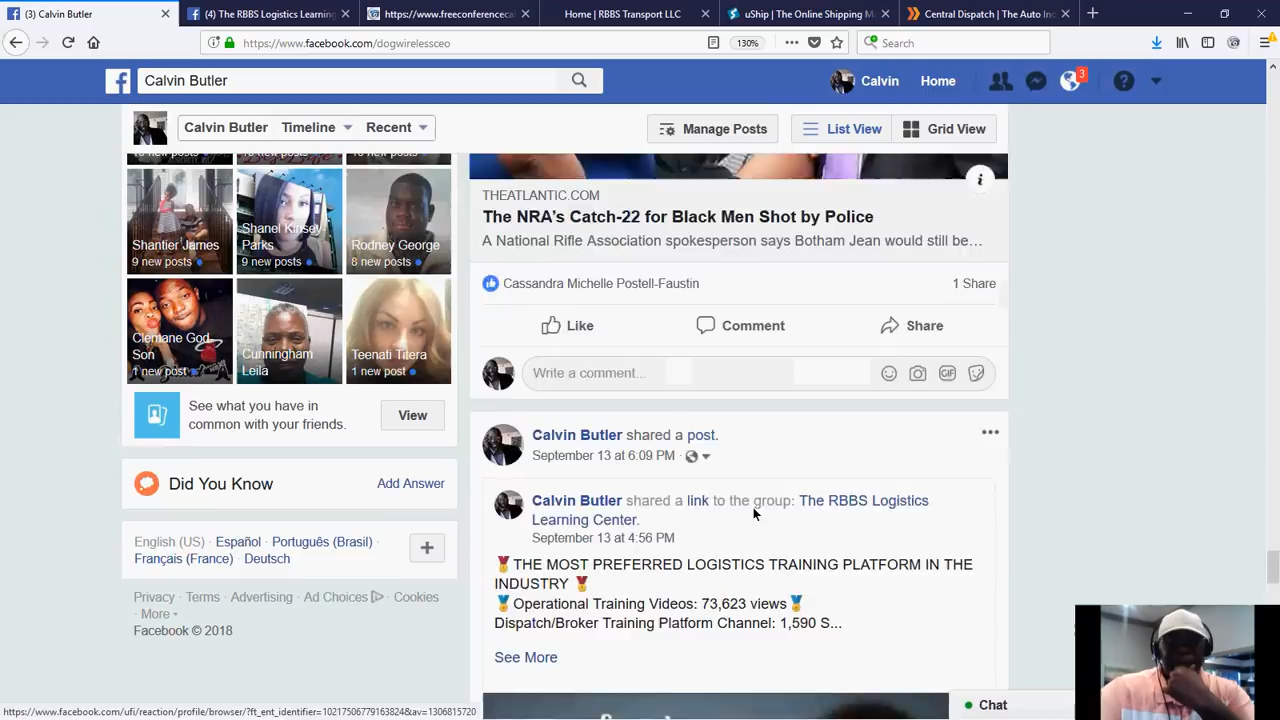 (3) Calvin Butler
(4) The RBBS Logistics Learning
https://www.freeconferenceca
Home | RBBS Transport LLC
uShip | The Online Shipping M
Central Dispatch | The Auto In
https://www.facebook.com/dogwirelessceo
130%
Search
Calvin Butler
Calvin
Home
3
Calvin Butler
Timeline
Recent
Manage Posts
List View
Grid View
Shantier James
9 new posts
Shanel Kinsey-
Parks
9 new posts
Rodney George
8 new posts
Clemane God
Son
1 new post
Cunningham
Leila
Teenati Titera
1 new post
See what you have in
common with your friends.
View
Did You Know
Add Answer
English (US) · Español · Português (Brasil) ·
Français (France) · Deutsch
Privacy · Terms · Advertising · Ad Choices · Cookies ·
More
Facebook © 2018
THEATLANTIC.COM
The NRA's Catch-22 for Black Men Shot by Police
A National Rifle Association spokesperson says Botham Jean would still be…
Cassandra Michelle Postell-Faustin
1 Share
Like
Comment
Share
Write a comment...
GIF
Calvin Butler shared a post.
September 13 at 6:09 PM ·
Calvin Butler shared a link to the group: The RBBS Logistics
Learning Center.
September 13 at 4:56 PM
THE MOST PREFERRED LOGISTICS TRAINING PLATFORM IN THE
INDUSTRY
Operational Training Videos: 73,623 views
Dispatch/Broker Training Platform Channel: 1,590 S...
See More
Chat
https://www.facebook.com/ufi/reaction/profile/browser/?ft_ent_identifier=10217506779163824&av=1306815720